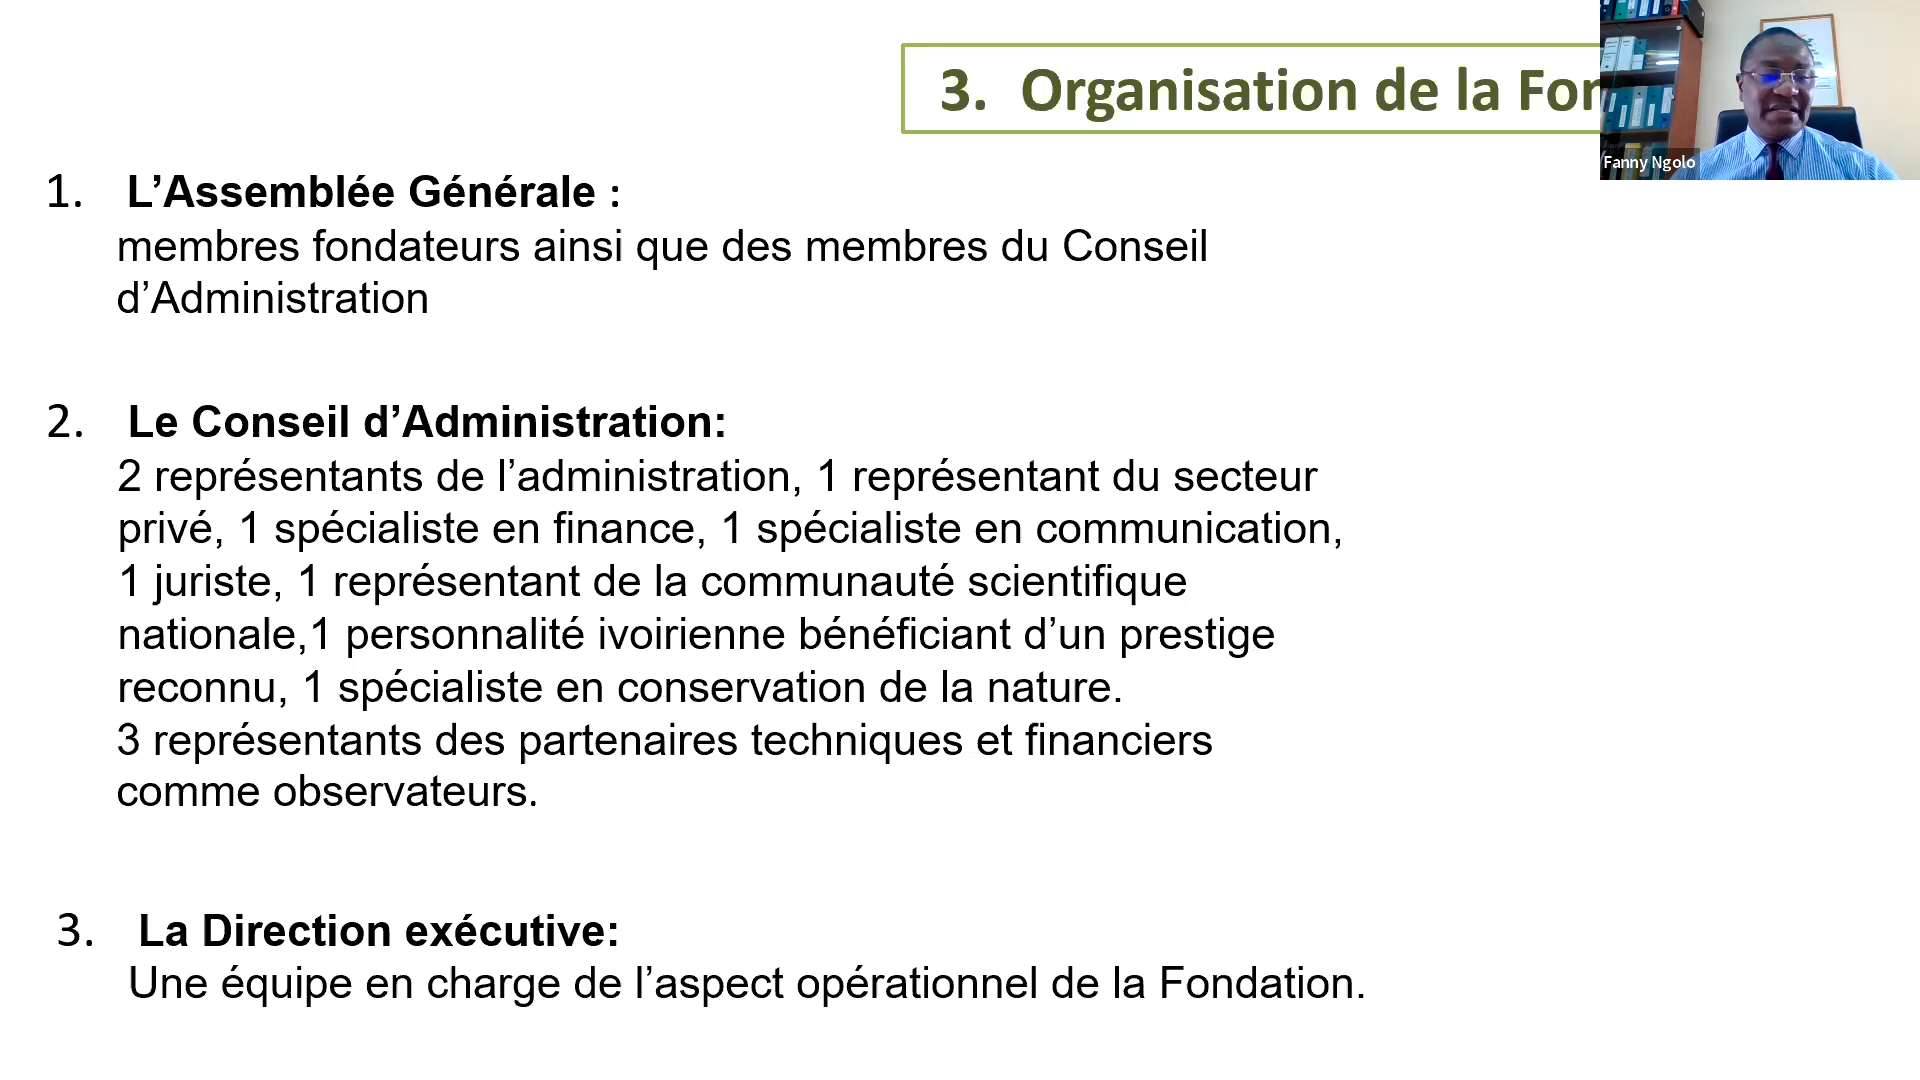 3. Organisation de la
Fanny Ngolo
1. L’Assemblée Générale :
membres fondateurs ainsi que des membres du Conseil
d’Administration
2. Le Conseil d’Administration:
2 représentants de l’administration, 1 représentant du secteur
privé, 1 spécialiste en finance, 1 spécialiste en communication,
1 juriste, 1 représentant de la communauté scientifique
nationale,1 personnalité ivoirienne bénéficiant d’un prestige
reconnu, 1 spécialiste en conservation de la nature.
3 représentants des partenaires techniques et financiers
comme observateurs.
3. La Direction exécutive:
Une équipe en charge de l’aspect opérationnel de la Fondation.